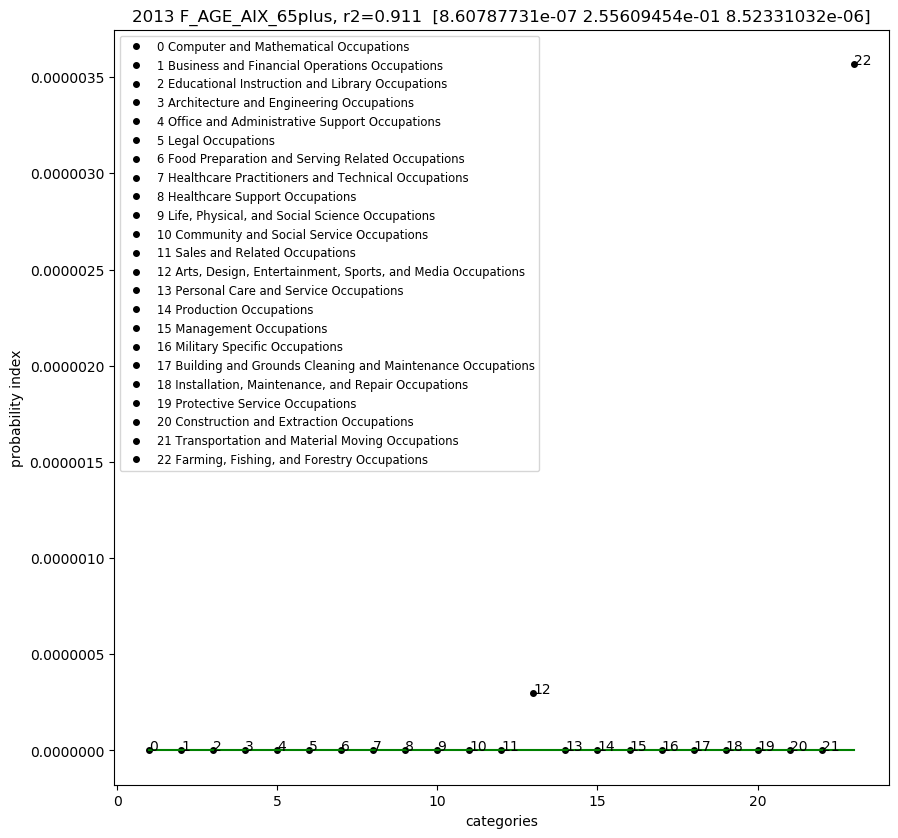 2013 F_AGE_AIX_65plus, r2=0.911  [8.60787731e-07 2.55609454e-01 8.52331032e-06]
0 Computer and Mathematical Occupations
1 Business and Financial Operations Occupations
2 Educational Instruction and Library Occupations
3 Architecture and Engineering Occupations
4 Office and Administrative Support Occupations
5 Legal Occupations
6 Food Preparation and Serving Related Occupations
7 Healthcare Practitioners and Technical Occupations
8 Healthcare Support Occupations
9 Life, Physical, and Social Science Occupations
10 Community and Social Service Occupations
11 Sales and Related Occupations
12 Arts, Design, Entertainment, Sports, and Media Occupations
13 Personal Care and Service Occupations
14 Production Occupations
15 Management Occupations
16 Military Specific Occupations
17 Building and Grounds Cleaning and Maintenance Occupations
18 Installation, Maintenance, and Repair Occupations
19 Protective Service Occupations
20 Construction and Extraction Occupations
21 Transportation and Material Moving Occupations
22 Farming, Fishing, and Forestry Occupations
22
0.0000035
0.0000030
0.0000025
0.0000020
0.0000015
0.0000010
0.0000005
0.0000000
probability index
12
0 1 2 3 4 5 6 7 8 9 10 11 13 14 15 16 17 18 19 20 21
0 5 10 15 20
categories